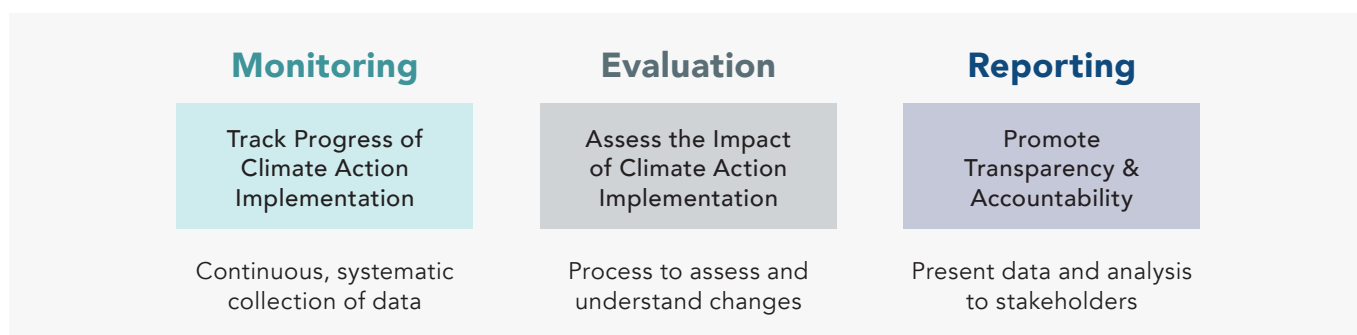 Monitoring
Track Progress of
Climate Action
Implementation
Continuous, systematic
collection of data
Evaluation
Assess the Impact
of Climate Action
Implementation
Process to assess and
understand changes
Reporting
Promote
Transparency &
Accountability
Present data and analysis
to stakeholders